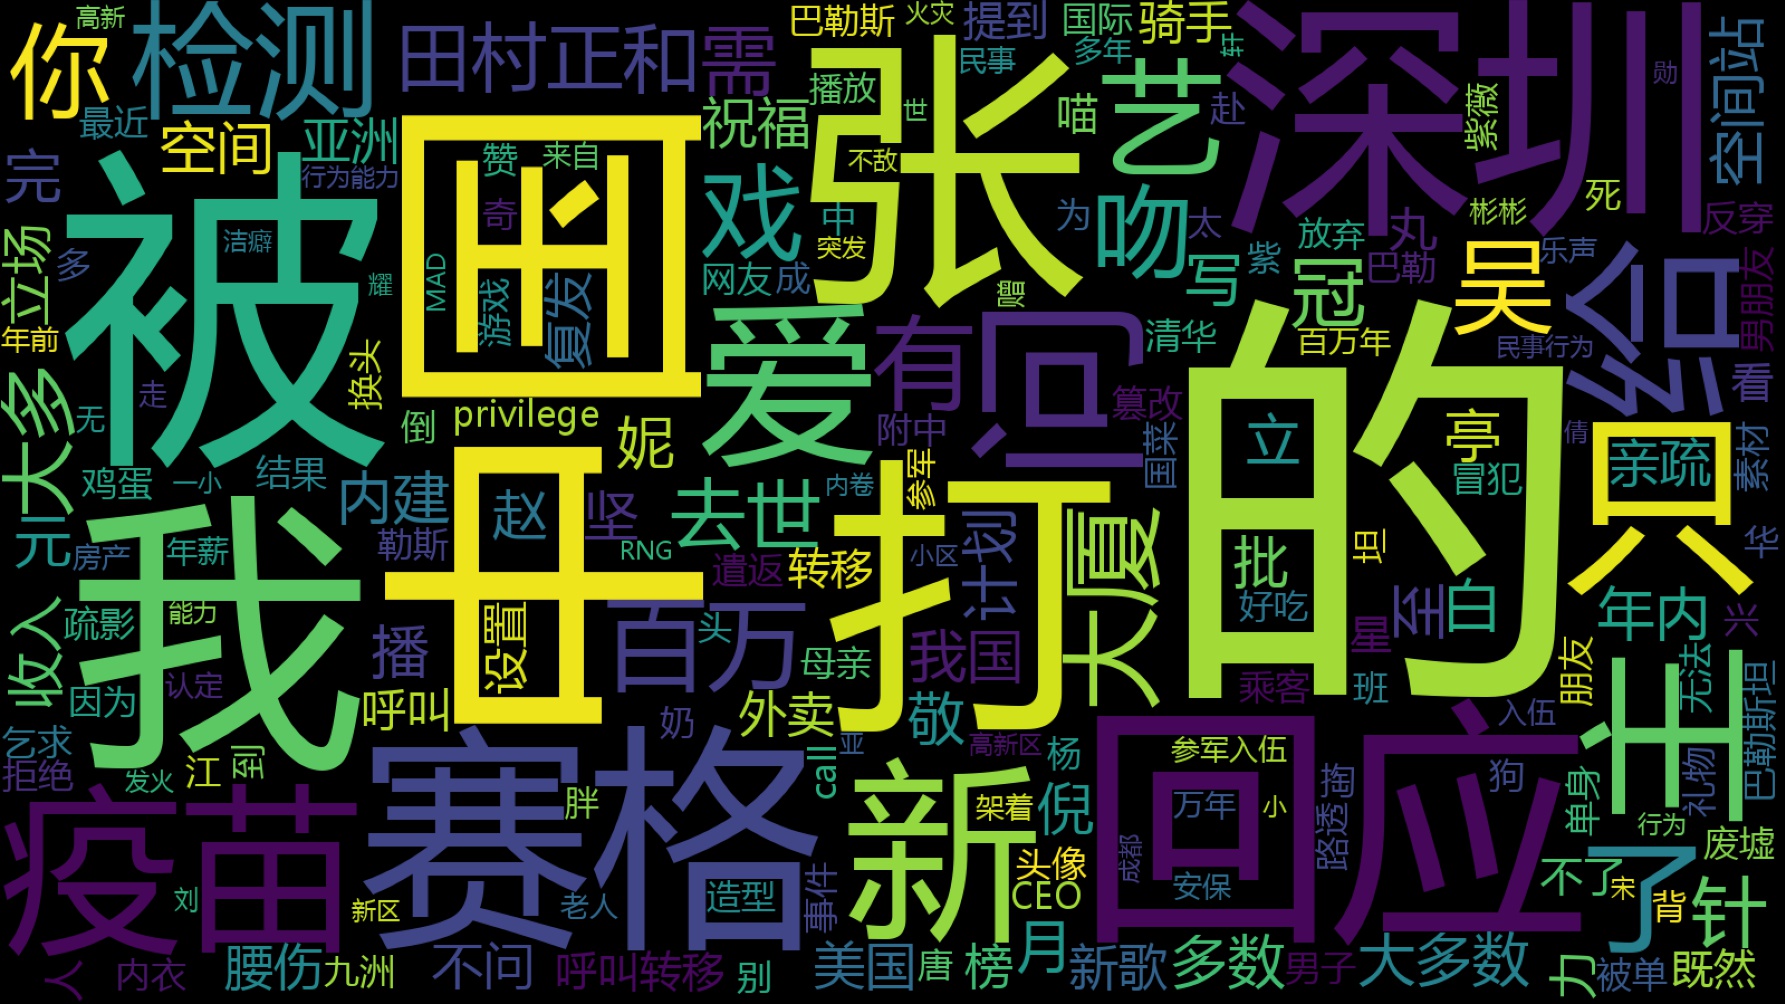 高新
你
检测
田村正和
需
巴勒斯
火灾
提到
国际
骑手
深圳
空间站
最近
空间
亚洲
完
行为能力
国
赞
来自
祝福
播放
民事
多年
张
世
不敌
喵
艺
赴
紫薇
勋
转
立场
多
被
洁癖
耀
奇
MAD
游戏
复发
戏
中
突发
网友
成
赠
为
吻
太
写
紫
放弃
冠
丸
巴勒
彬彬
死
反穿
乐声
吴
给
男朋友
年前
走
换头
爱
有
问
清华
百万年
民事行为
看
大多
无
鸡蛋
一小
结果
倒
privilege
妮
附中
篡改
国菜
的
立
亭
冒犯
倩
只
亲疏
素材
元
房产
年薪
我
内建
勒斯
中
赵
坚
RNG
去世
遣返
转移
内卷
参军
小区
打
计划
大厦
批
好吃
坦
军
白
年内
华
兴
收入
疏影
能力
因为
认定
设置
播
百万
头
母亲
我国
外卖
敬
星
乘客
班
朋友
主
无法
巴勒斯坦
乞求
拒绝
发火
江
到
呼叫
奶
亚
call
高新区
杨
参军入伍
入伍
礼物
单身
行为
疫苗
刘
新区
赛格
胖
老人
造型
事件
新
架着
倪
头像
CEO
回应
万年
小
成都
安保
掏
路透
狗
废墟
不了
宋
了
背
针
人
内衣
腰伤
九洲
不问
呼叫转移
别
美国
唐
榜
月
新歌
多数
男子
大多数
力
被单
既然